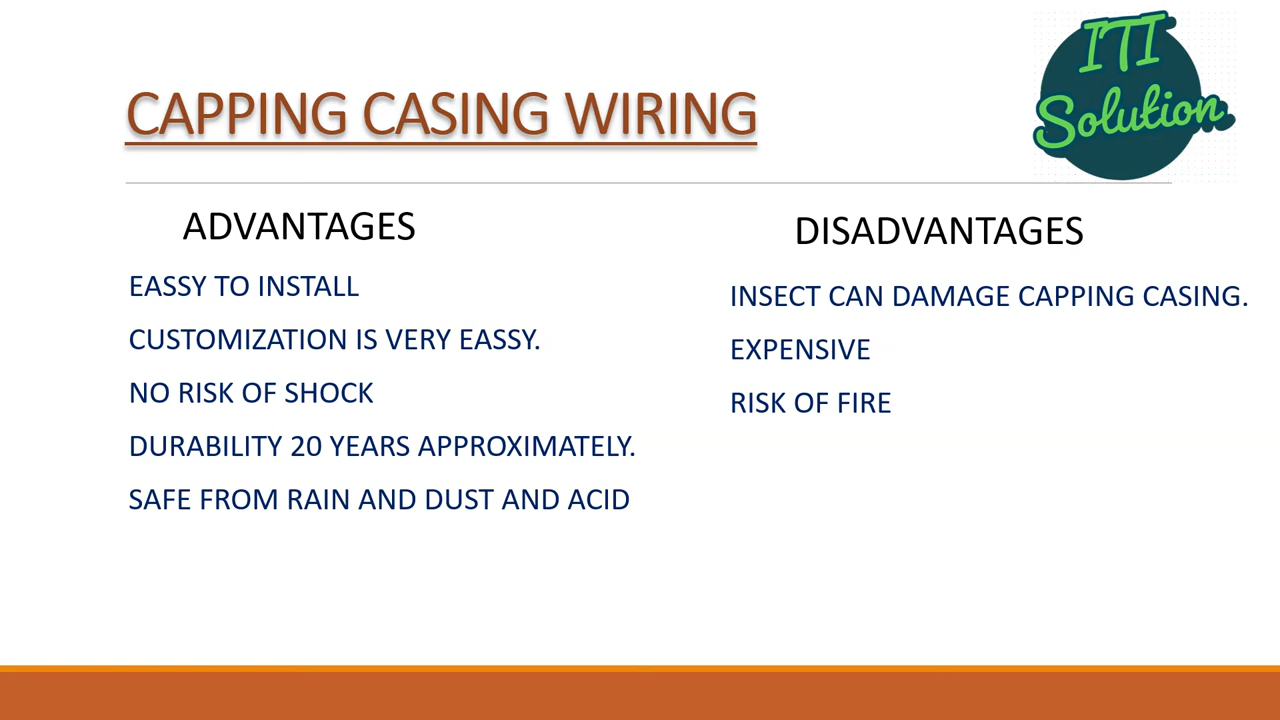 ITI
Solution
CAPPING CASING WIRING
ADVANTAGES
EASSY TO INSTALL
CUSTOMIZATION IS VERY EASSY.
NO RISK OF SHOCK
DURABILITY 20 YEARS APPROXIMATELY.
SAFE FROM RAIN AND DUST AND ACID
DISADVANTAGES
INSECT CAN DAMAGE CAPPING CASING.
EXPENSIVE
RISK OF FIRE